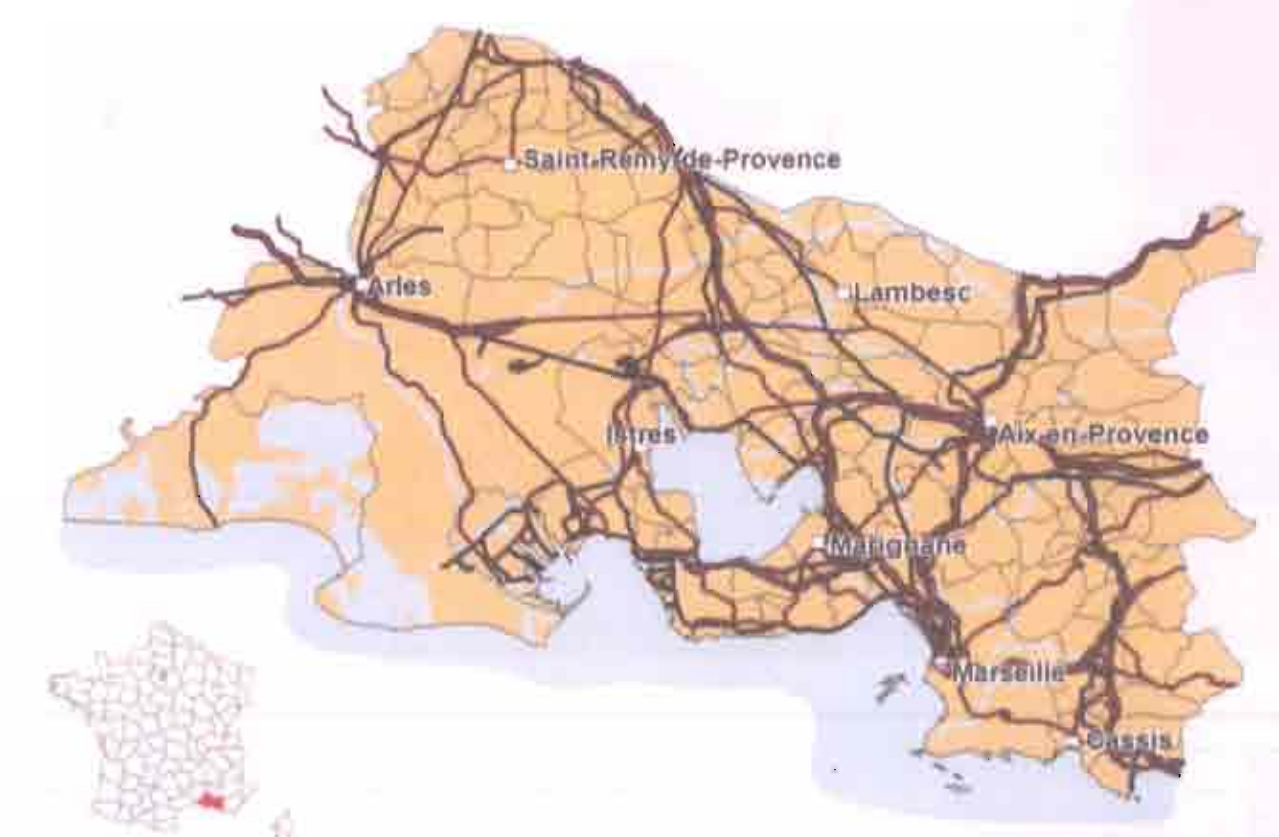 Saint-Rémy-de-Provence
Arles
Lambesc
Istres
Aix-en-Provence
Marignane
Marseille
Cassis